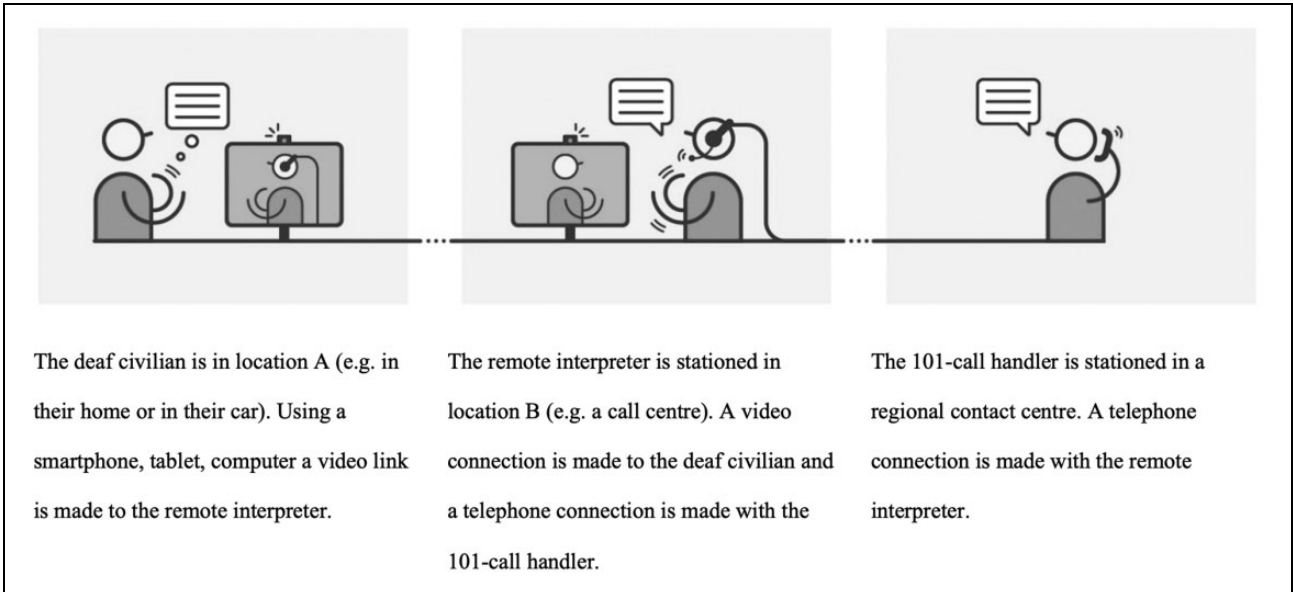 The deaf civilian is in location A (e.g. in
their home or in their car). Using a
smartphone, tablet, computer a video link
is made to the remote interpreter.
The remote interpreter is stationed in
location B (e.g. a call centre). A video
connection is made to the deaf civilian and
a telephone connection is made with the
101-call handler.
The 101-call handler is stationed in a
regional contact centre. A telephone
connection is made with the remote
interpreter.